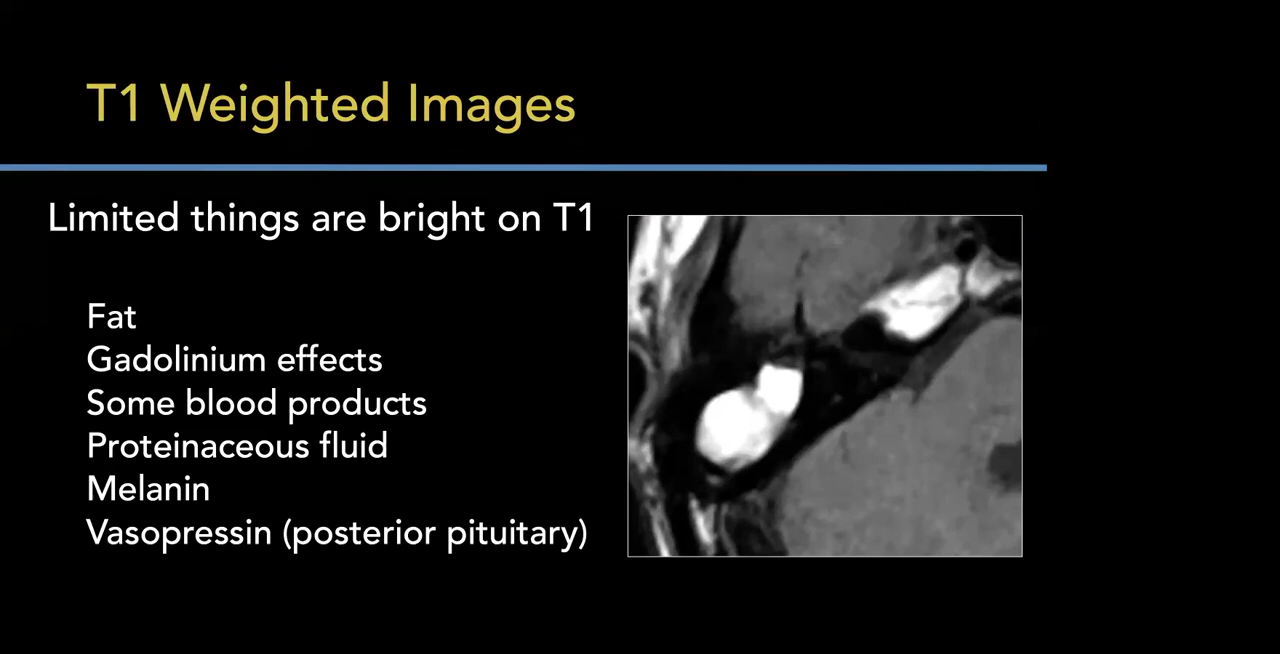 T1 Weighted Images
Limited things are bright on T1
Fat
Gadolinium effects
Some blood products
Proteinaceous fluid
Melanin
Vasopressin (posterior pituitary)